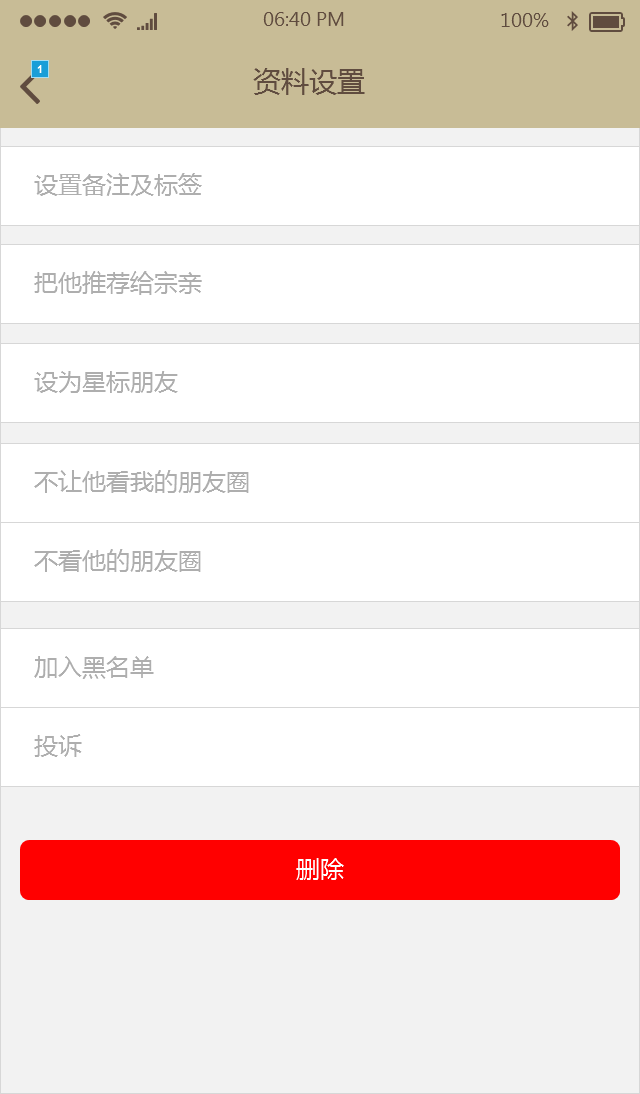 06:40 PM
100%
1
资料设置
设置备注及标签
把他推荐给宗亲
设为星标朋友
不让他看我的朋友圈
不看他的朋友圈
加入黑名单
投诉
删除